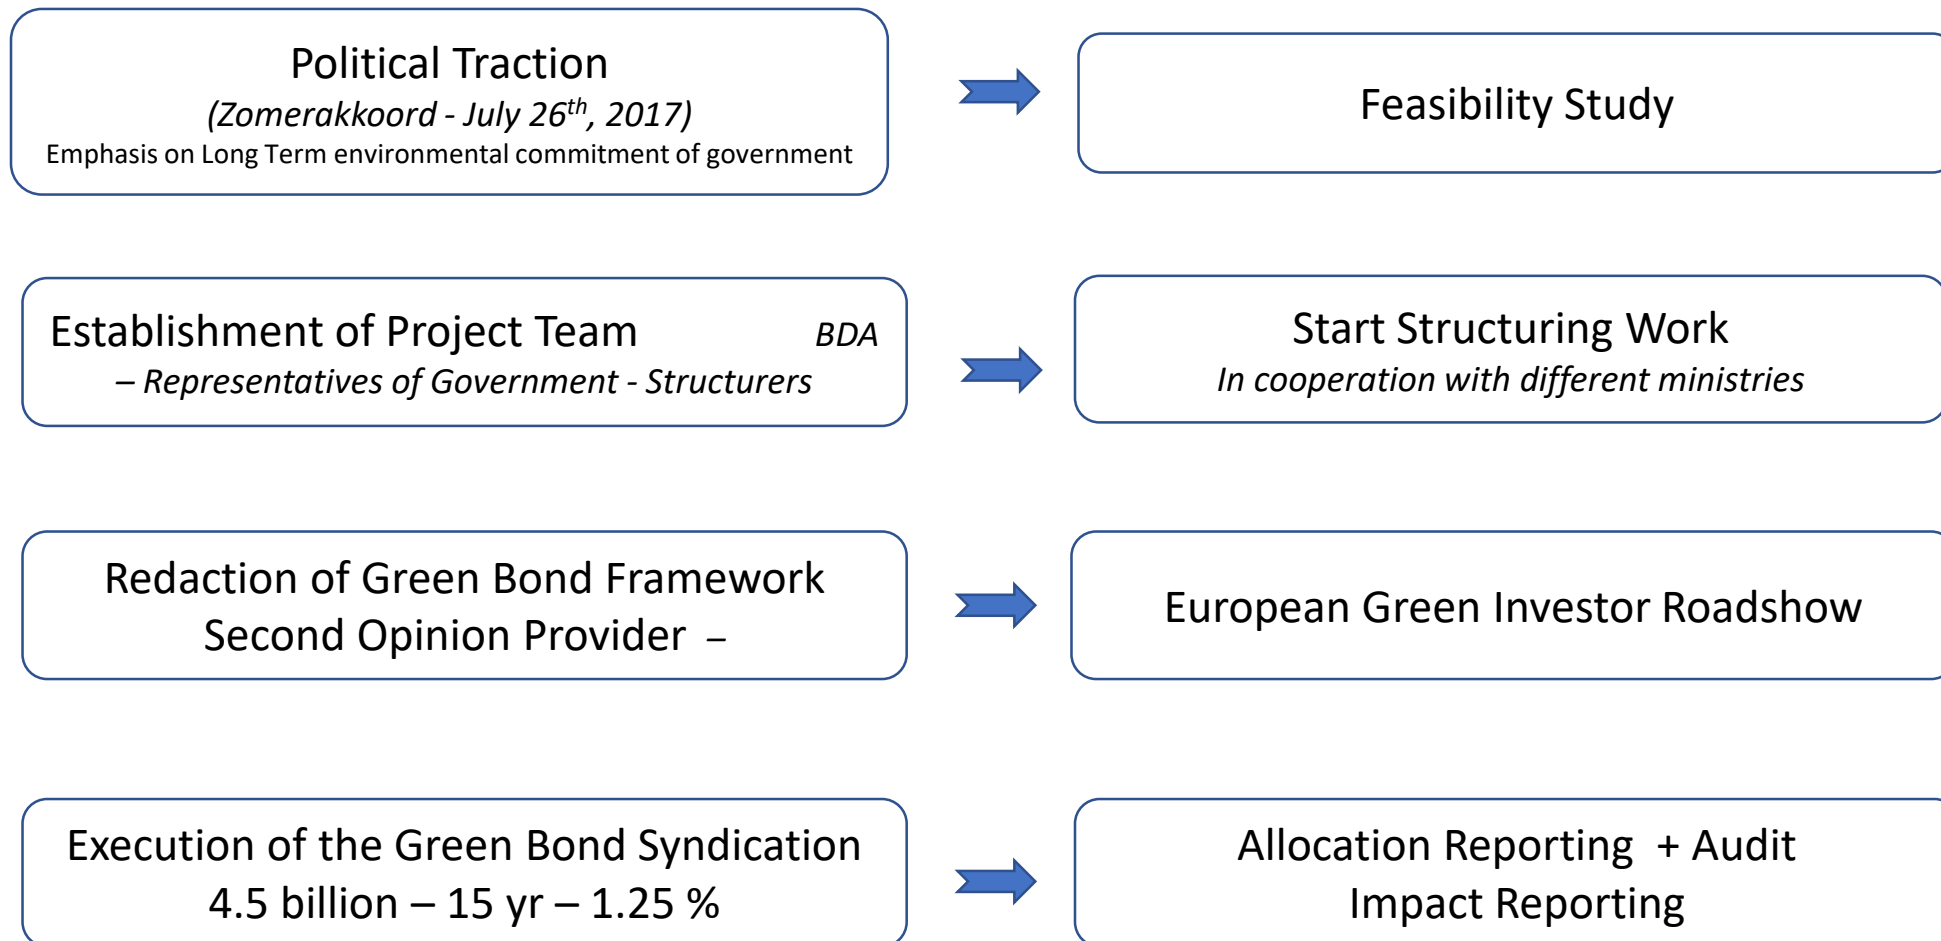 Political Traction
(Zomerakkoord - July 26th, 2017)
Emphasis on Long Term environmental commitment of government
Feasibility Study
Establishment of Project Team BDA
– Representatives of Government - Structurers
Start Structuring Work
In cooperation with different ministries
Redaction of Green Bond Framework
Second Opinion Provider –
European Green Investor Roadshow
Execution of the Green Bond Syndication
4.5 billion – 15 yr – 1.25 %
Allocation Reporting + Audit
Impact Reporting